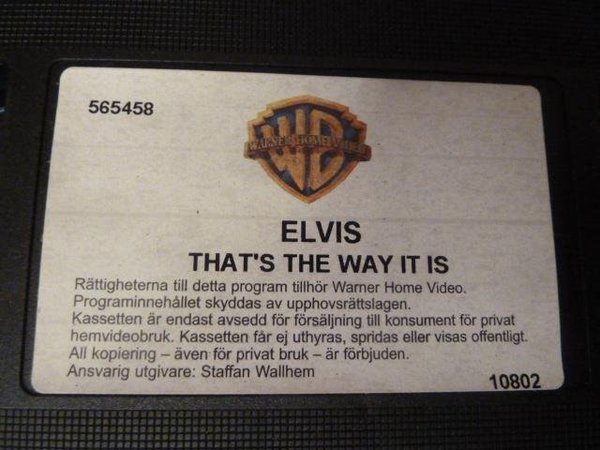 565458
WARNER HOME VIDEO
ELVIS
THAT'S THE WAY IT IS
Rättigheterna till detta program tillhör Warner Home Video.
Programinnehållet skyddas av upphovsrättslagen.
Kassetten är endast avsedd för försäljning till konsument för privat
hemvideobruk. Kassetten får ej uthyras, spridas eller visas offentligt.
All kopiering – även för privat bruk – är förbjuden.
Ansvarig utgivare: Staffan Wallhem
10802